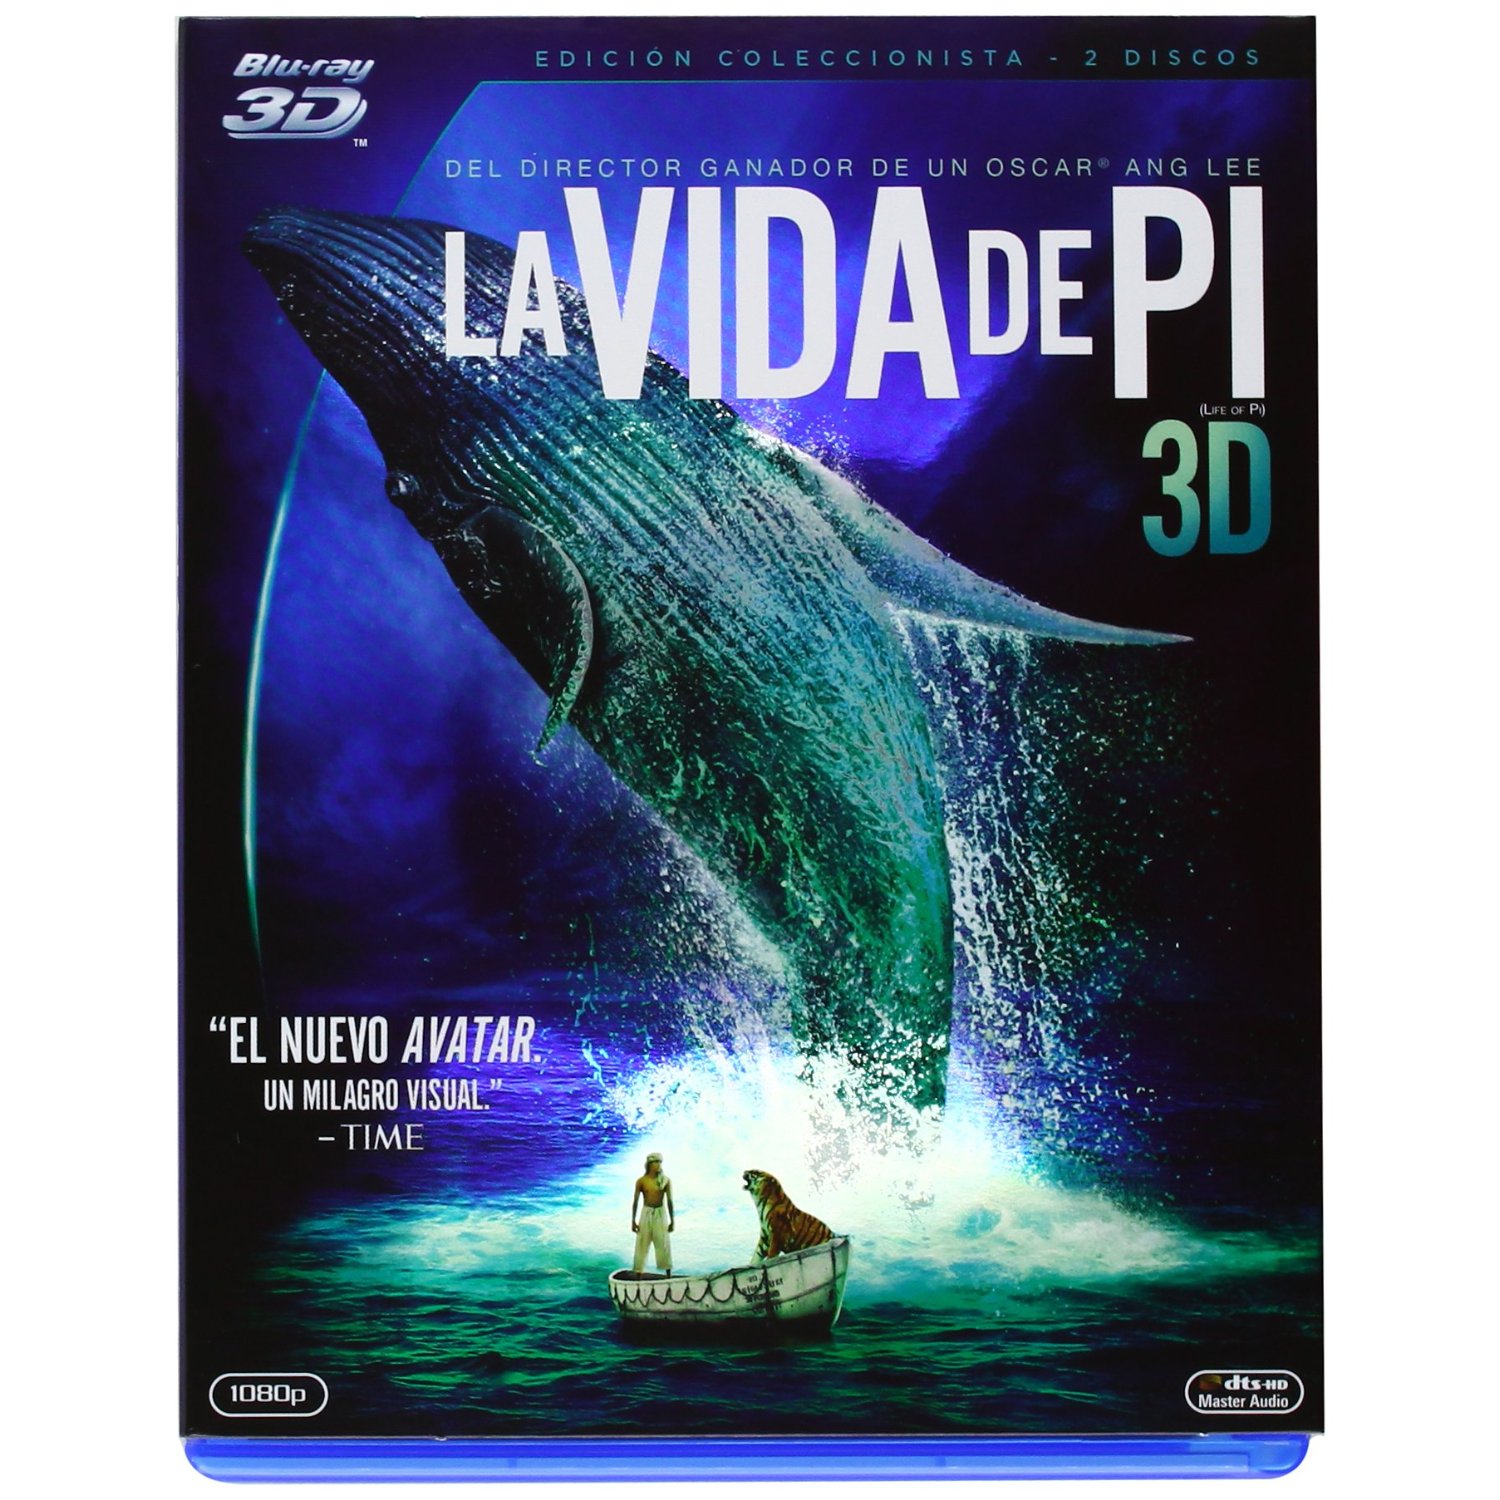 Blu-ray
3D™
EDICIÓN COLECCIONISTA - 2 DISCOS
DEL DIRECTOR GANADOR DE UN OSCAR® ANG LEE
LA VIDA DE PI
(LIFE OF PI)
3D
“EL NUEVO AVATAR.
UN MILAGRO VISUAL.”
–TIME
1080p
dts-HD
Master Audio